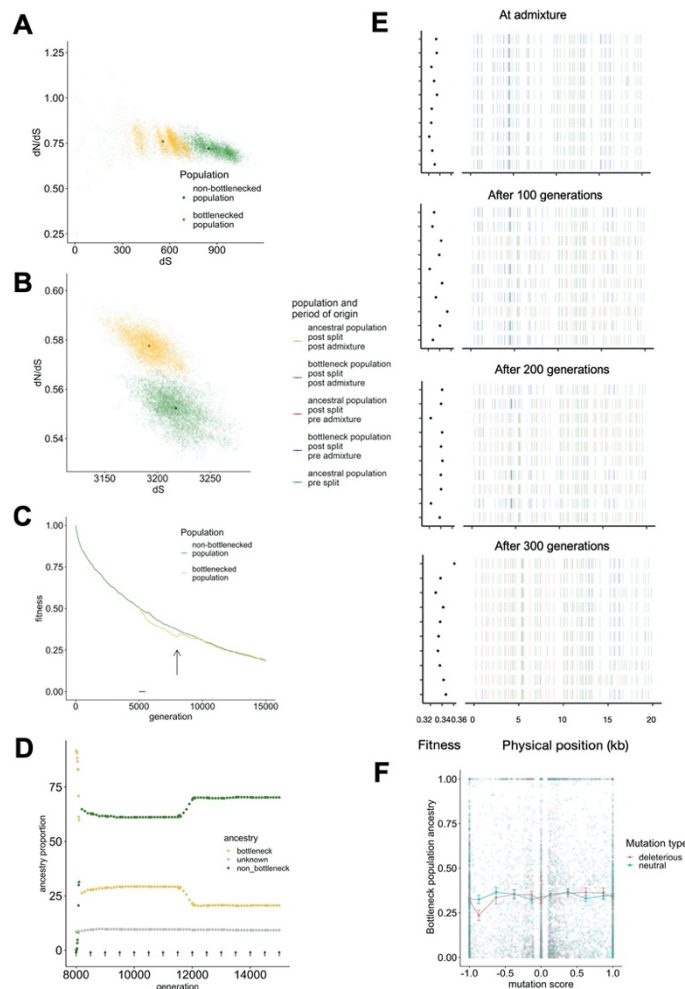 A
1.25
1.00
0.75
0.50
0.25
dN/dS
0
300
600
900
dS
Population
non-bottlenecked
population
bottlenecked
population
B
0.60
0.58
0.56
0.54
dN/dS
3150
3200
3250
dS
population and
period of origin
ancestral population
post split
post admixture
bottleneck population
post split
post admixture
ancestral population
post split
pre admixture
bottleneck population
post split
pre admixture
ancestral population
pre split
C
1.00
0.75
0.50
0.25
0.00
fitness
0
5000
10000
15000
generation
Population
non-bottlenecked
population
bottlenecked
population
D
75
50
25
0
ancestry proportion
8000
10000
12000
14000
generation
ancestry
bottleneck
unknown
non_bottleneck
E
At admixture
After 100 generations
After 200 generations
After 300 generations
0.32 0.34 0.36
0
5
10
15
20
Fitness
Physical position (kb)
F
1.00
0.75
0.50
0.25
0.00
Bottleneck population ancestry
-1.0
-0.5
0.0
0.5
1.0
mutation score
Mutation type
deleterious
neutral